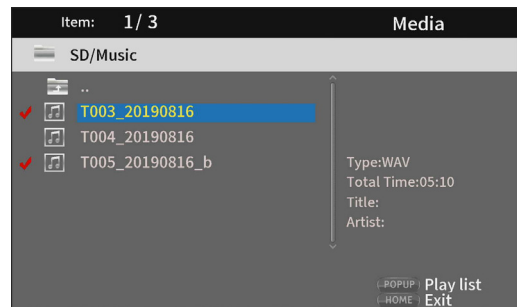 Item: 1/ 3 Media
SD/Music
..
T003_20190816
T004_20190816
T005_20190816_b
Type:WAV
Total Time:05:10
Title:
Artist:
POPUP Play list
HOME Exit